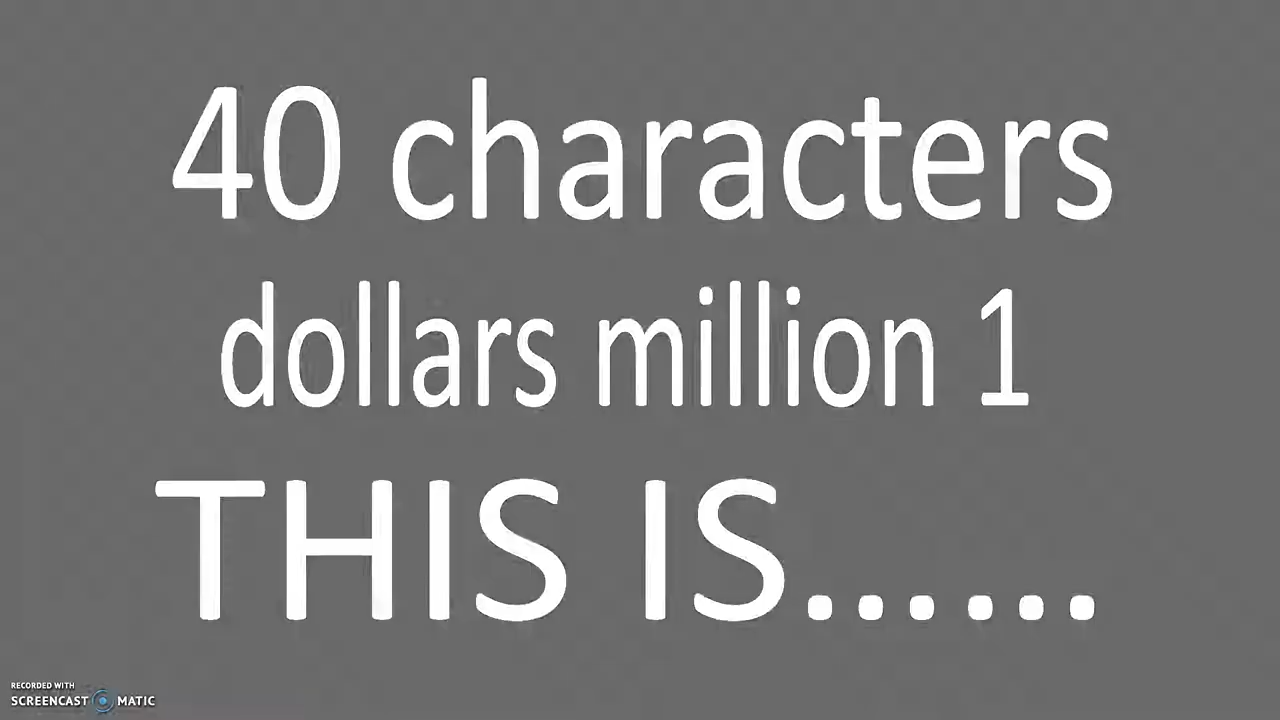 40 characters
dollars million 1
THIS IS......
RECORDED WITH
SCREENCAST MATIC